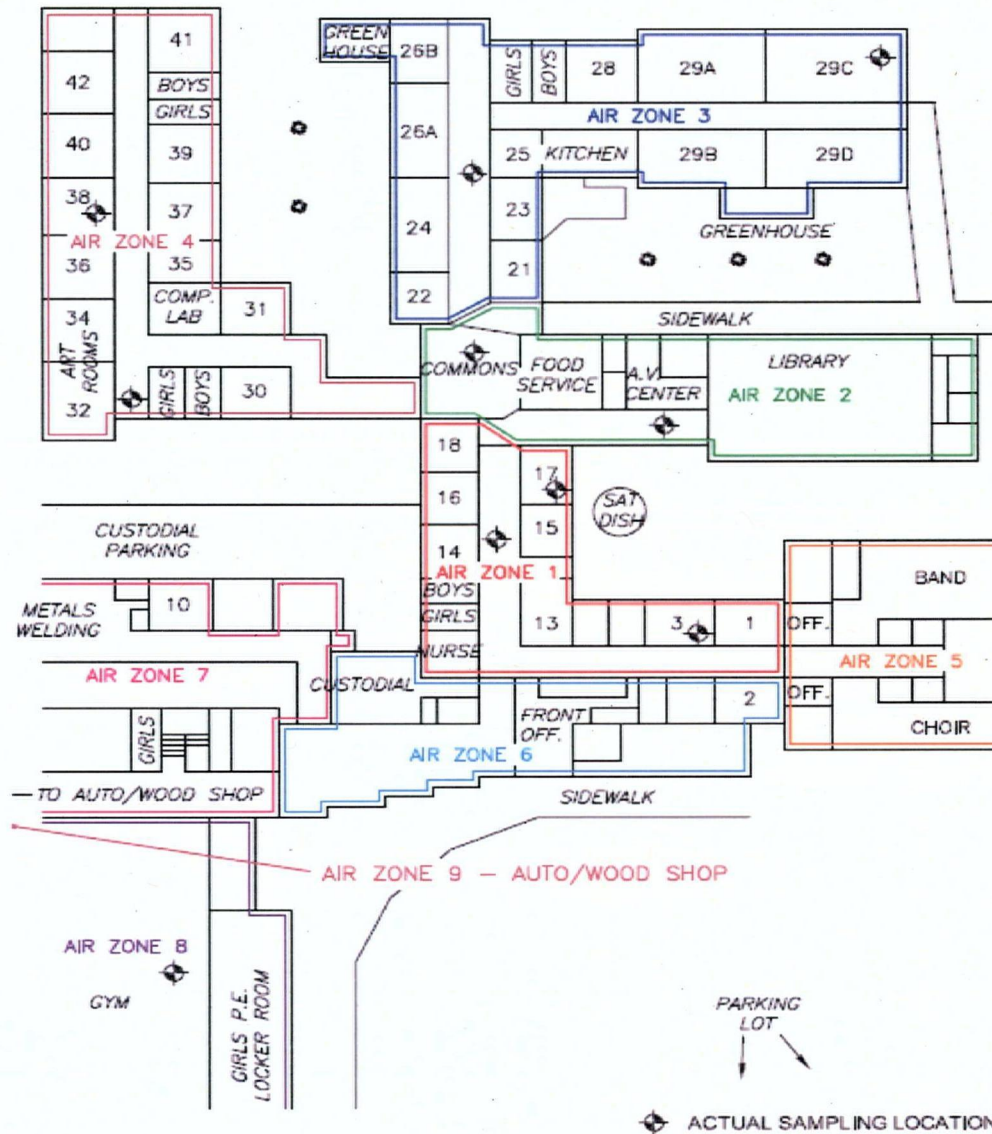 GREEN
HOUSE
26B
GIRLS
BOYS
28
29A
29C
41
42
BOYS
GIRLS
AIR ZONE 3
40
39
26A
25
KITCHEN
29B
29D
38
37
23
24
GREENHOUSE
AIR ZONE 4
36
35
21
22
COMP.
LAB
31
34
ART
ROOMS
32
GIRLS
BOYS
30
SIDEWALK
COMMONS
FOOD
SERVICE
A.V.
CENTER
LIBRARY
AIR ZONE 2
18
17
16
SAT
DISH
15
14
CUSTODIAL
PARKING
AIR ZONE 1
BOYS
GIRLS
NURSE
13
3
1
OFF.
BAND
METALS
WELDING
10
AIR ZONE 5
AIR ZONE 7
CUSTODIAL
OFF.
2
FRONT
OFF.
CHOIR
GIRLS
AIR ZONE 6
TO AUTO/WOOD SHOP
SIDEWALK
AIR ZONE 9 – AUTO/WOOD SHOP
AIR ZONE 8
GYM
GIRLS P.E.
LOCKER ROOM
PARKING
LOT
ACTUAL SAMPLING LOCATION